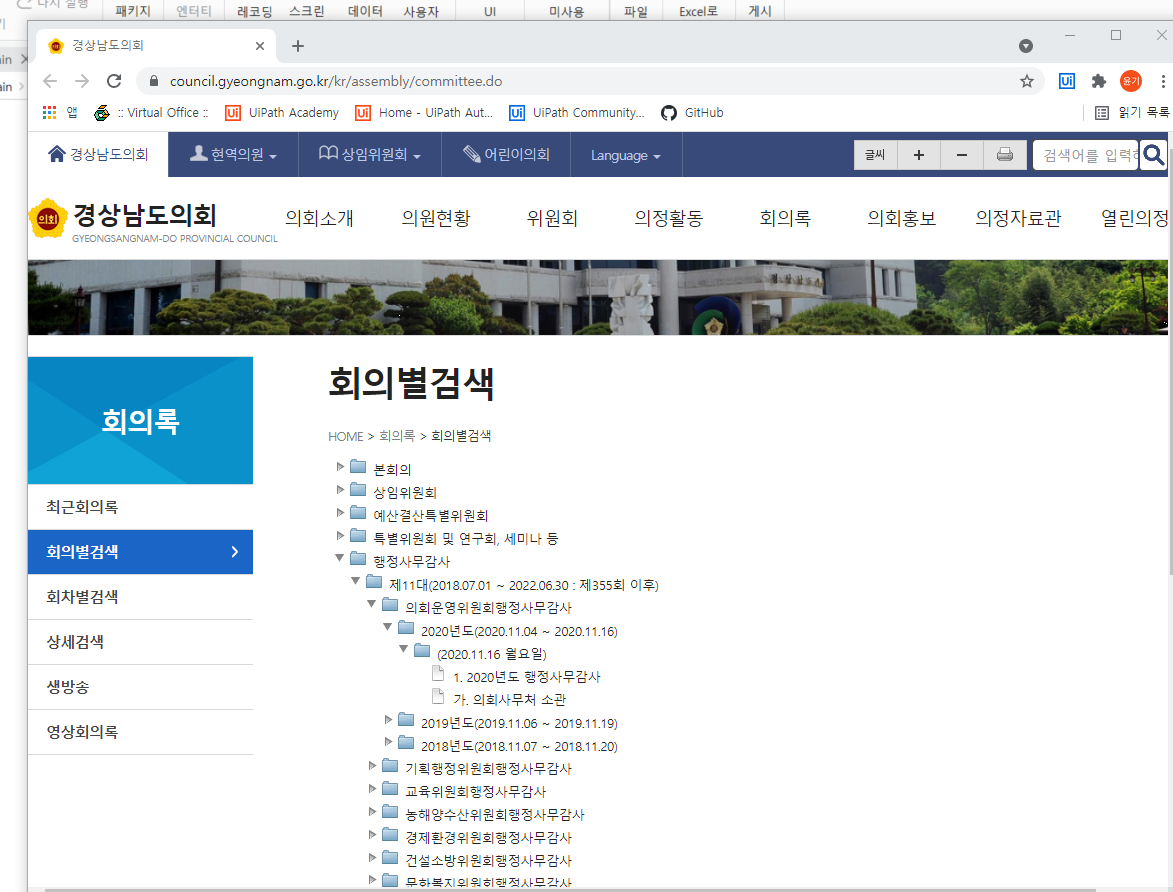 다시 실행
패키지 엔터티 레코딩 스크린 데이터 사용자 UI 미사용 파일 Excel로 게시
경상남도의회
ain
council.gyeongnam.go.kr/kr/assembly/committee.do
윤기
ain
앱 :: Virtual Office :: UiPath Academy Home - UiPath Aut... UiPath Community... GitHub 읽기 목록
경상남도의회 현역의원 상임위원회 어린이의회 Language 글씨 + − 검색어를 입력하
의회 경상남도의회 의회소개 의원현황 위원회 의정활동 회의록 의회홍보 의정자료관 열린의정
GYEONGSANGNAM-DO PROVINCIAL COUNCIL
회의록
최근회의록
회의별검색
회차별검색
상세검색
생방송
영상회의록
회의별검색
HOME > 회의록 > 회의별검색
본회의
상임위원회
예산결산특별위원회
특별위원회 및 연구회, 세미나 등
행정사무감사
제11대(2018.07.01 ~ 2022.06.30 : 제355회 이후)
의회운영위원회행정사무감사
2020년도(2020.11.04 ~ 2020.11.16)
(2020.11.16 월요일)
1. 2020년도 행정사무감사
가. 의회사무처 소관
2019년도(2019.11.06 ~ 2019.11.19)
2018년도(2018.11.07 ~ 2018.11.20)
기획행정위원회행정사무감사
교육위원회행정사무감사
농해양수산위원회행정사무감사
경제환경위원회행정사무감사
건설소방위원회행정사무감사
문화복지위원회행정사무감사